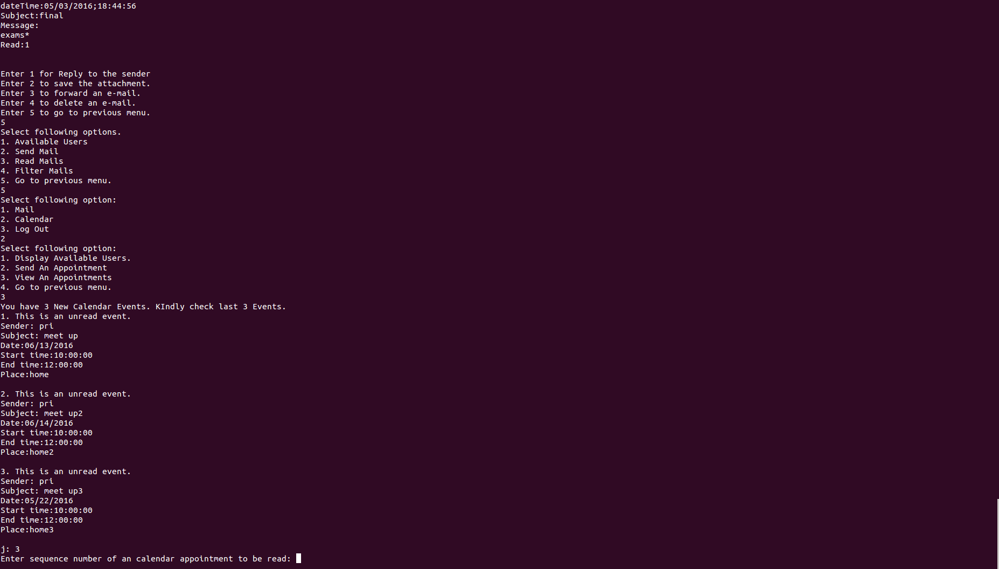 dateTime:05/03/2016;18:44:56
Subject:final
Message:
exams*
Read:1
Enter 1 for Reply to the sender
Enter 2 to save the attachment.
Enter 3 to forward an e-mail.
Enter 4 to delete an e-mail.
Enter 5 to go to previous menu.
5
Select following options.
1. Available Users
2. Send Mail
3. Read Mails
4. Filter Mails
5. Go to previous menu.
5
Select following option:
1. Mail
2. Calendar
3. Log Out
2
Select following option:
1. Display Available Users.
2. Send An Appointment
3. View An Appointments
4. Go to previous menu.
3
You have 3 New Calendar Events. KIndly check last 3 Events.
1. This is an unread event.
Sender: pri
Subject: meet up
Date:06/13/2016
Start time:10:00:00
End time:12:00:00
Place:home
2. This is an unread event.
Sender: pri
Subject: meet up2
Date:06/14/2016
Start time:10:00:00
End time:12:00:00
Place:home2
3. This is an unread event.
Sender: pri
Subject: meet up3
Date:05/22/2016
Start time:10:00:00
End time:12:00:00
Place:home3
j: 3
Enter sequence number of an calendar appointment to be read: